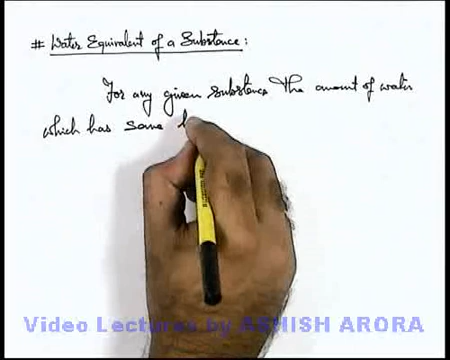 # Water Equivalent of a Substance :
For any given substance the amount of water
which has same
Video Lectures by ASHISH ARORA